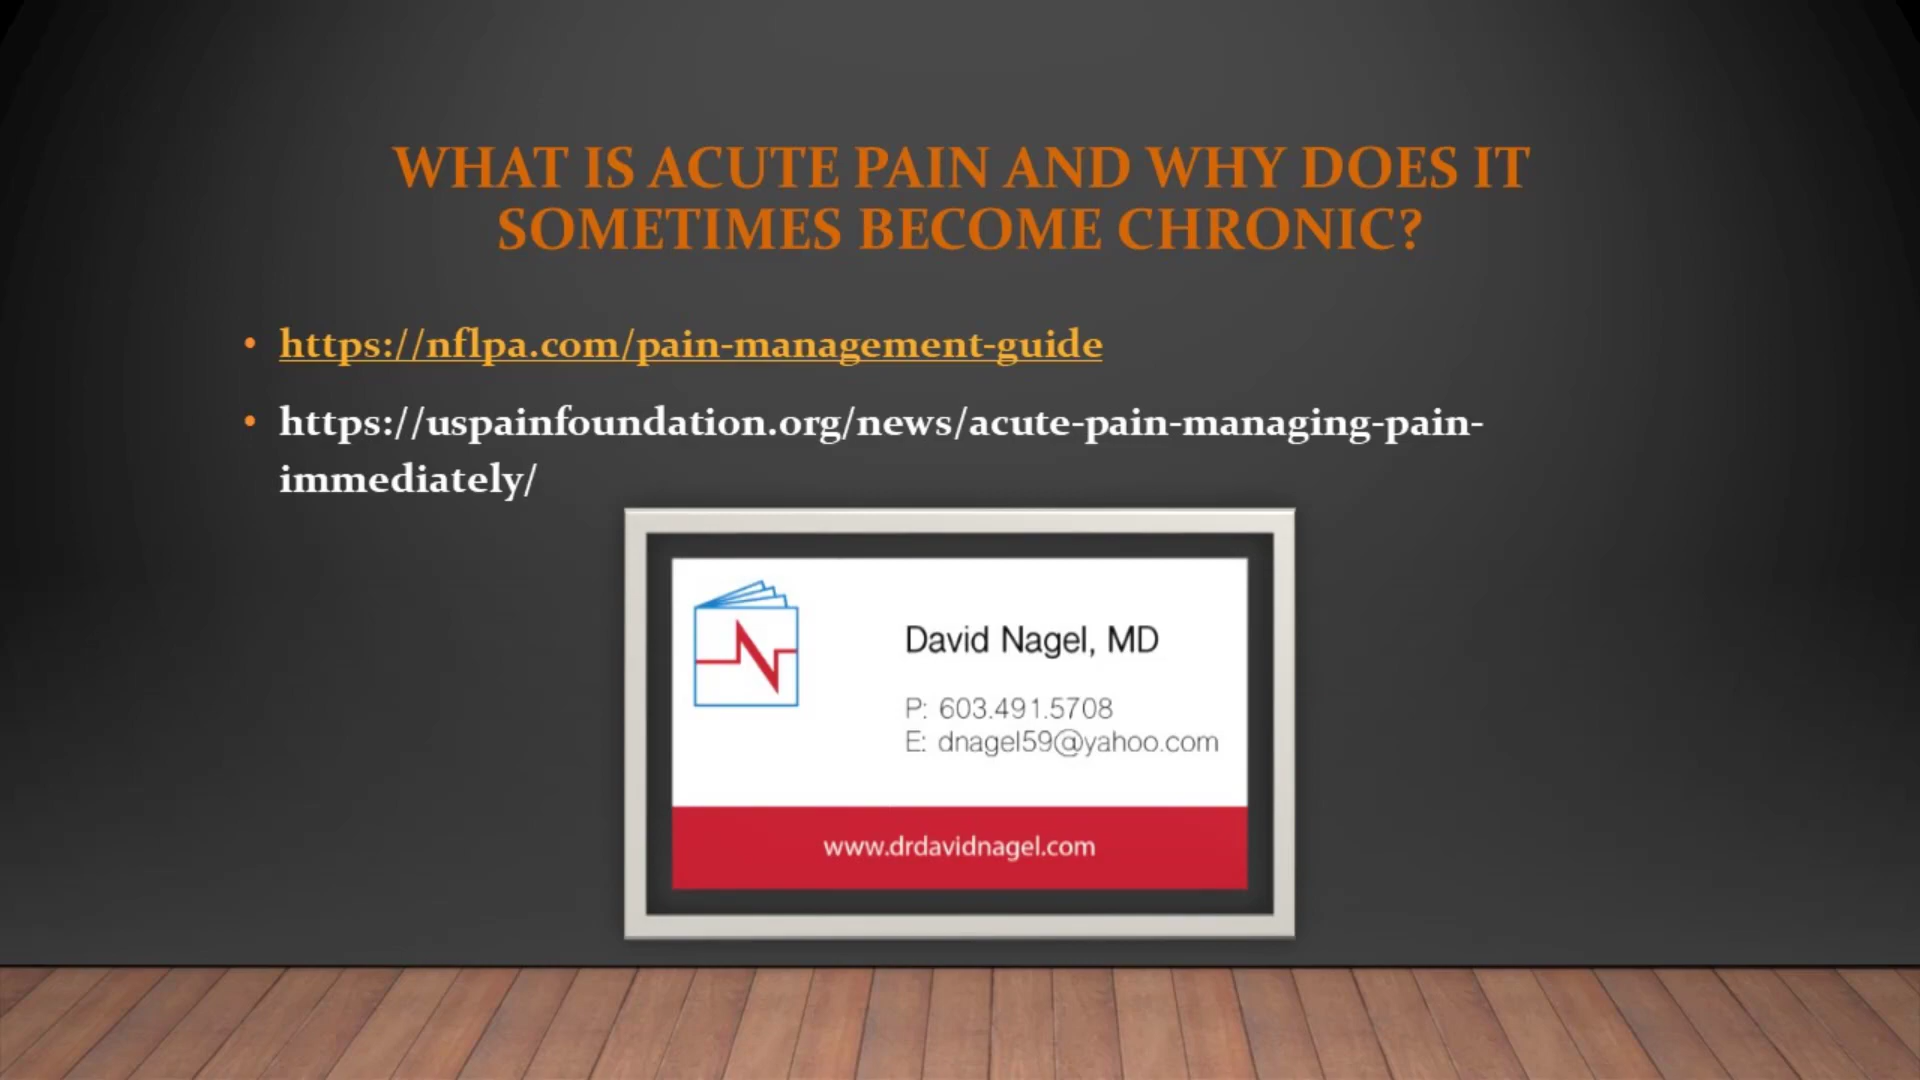 WHAT IS ACUTE PAIN AND WHY DOES IT
SOMETIMES BECOME CHRONIC?
• https://nflpa.com/pain-management-guide
• https://uspainfoundation.org/news/acute-pain-managing-pain-
immediately/
N
David Nagel, MD
P: 603.491.5708
E: dnagel59@yahoo.com
www.drdavidnagel.com